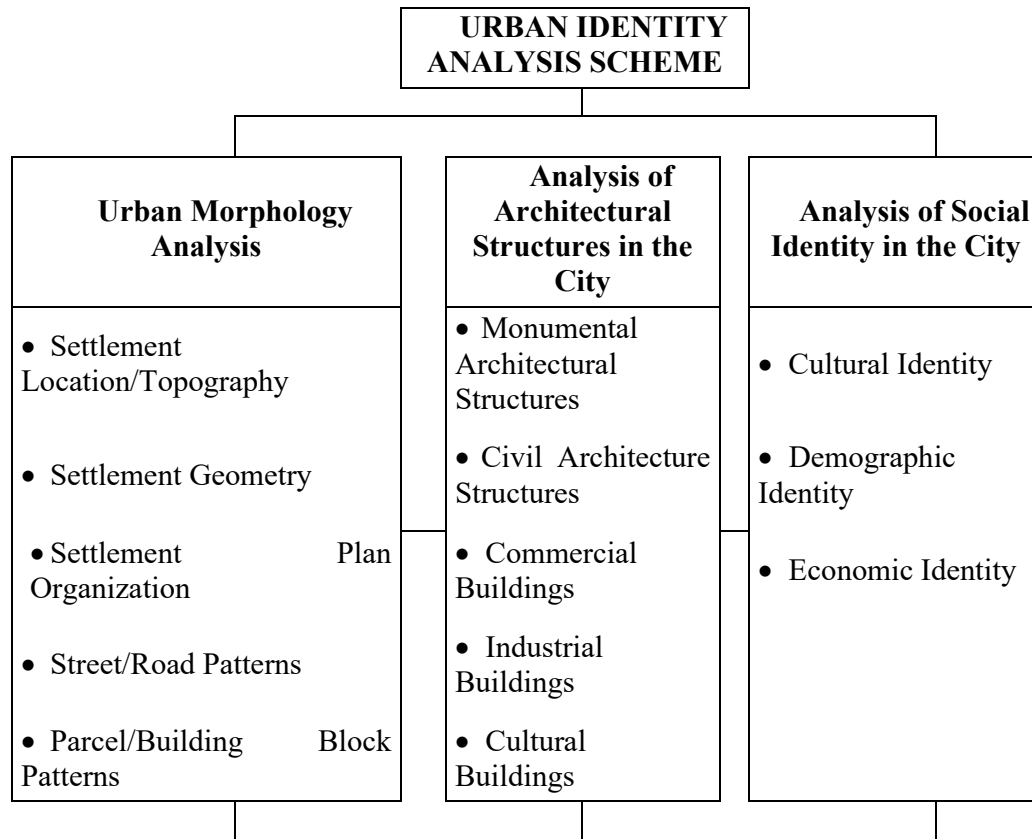 URBAN IDENTITY
ANALYSIS SCHEME
Urban Morphology
Analysis
• Settlement
Location/Topography
• Settlement Geometry
• Settlement Plan
Organization
• Street/Road Patterns
• Parcel/Building Block
Patterns
Analysis of
Architectural
Structures in the
City
• Monumental
Architectural
Structures
• Civil Architecture
Structures
• Commercial
Buildings
• Industrial
Buildings
• Cultural
Buildings
Analysis of Social
Identity in the City
• Cultural Identity
• Demographic
Identity
• Economic Identity